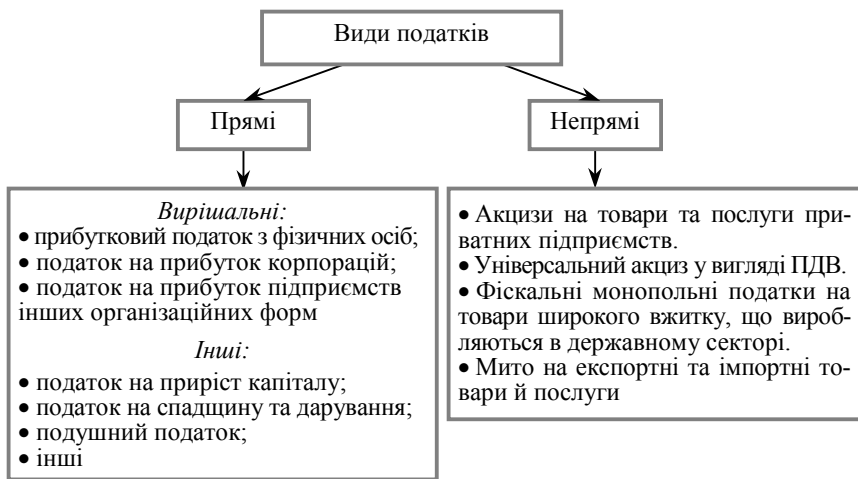 Види податків
Прямі
Непрямі
Вирішальні:
• прибутковий податок з фізичних осіб;
• податок на прибуток корпорацій;
• податок на прибуток підприємств
інших організаційних форм
Інші:
• податок на приріст капіталу;
• податок на спадщину та дарування;
• подушний податок;
• інші
• Акцизи на товари та послуги при-
ватних підприємств.
• Універсальний акциз у вигляді ПДВ.
• Фіскальні монопольні податки на
товари широкого вжитку, що вироб-
ляються в державному секторі.
• Мито на експортні та імпортні то-
вари й послуги